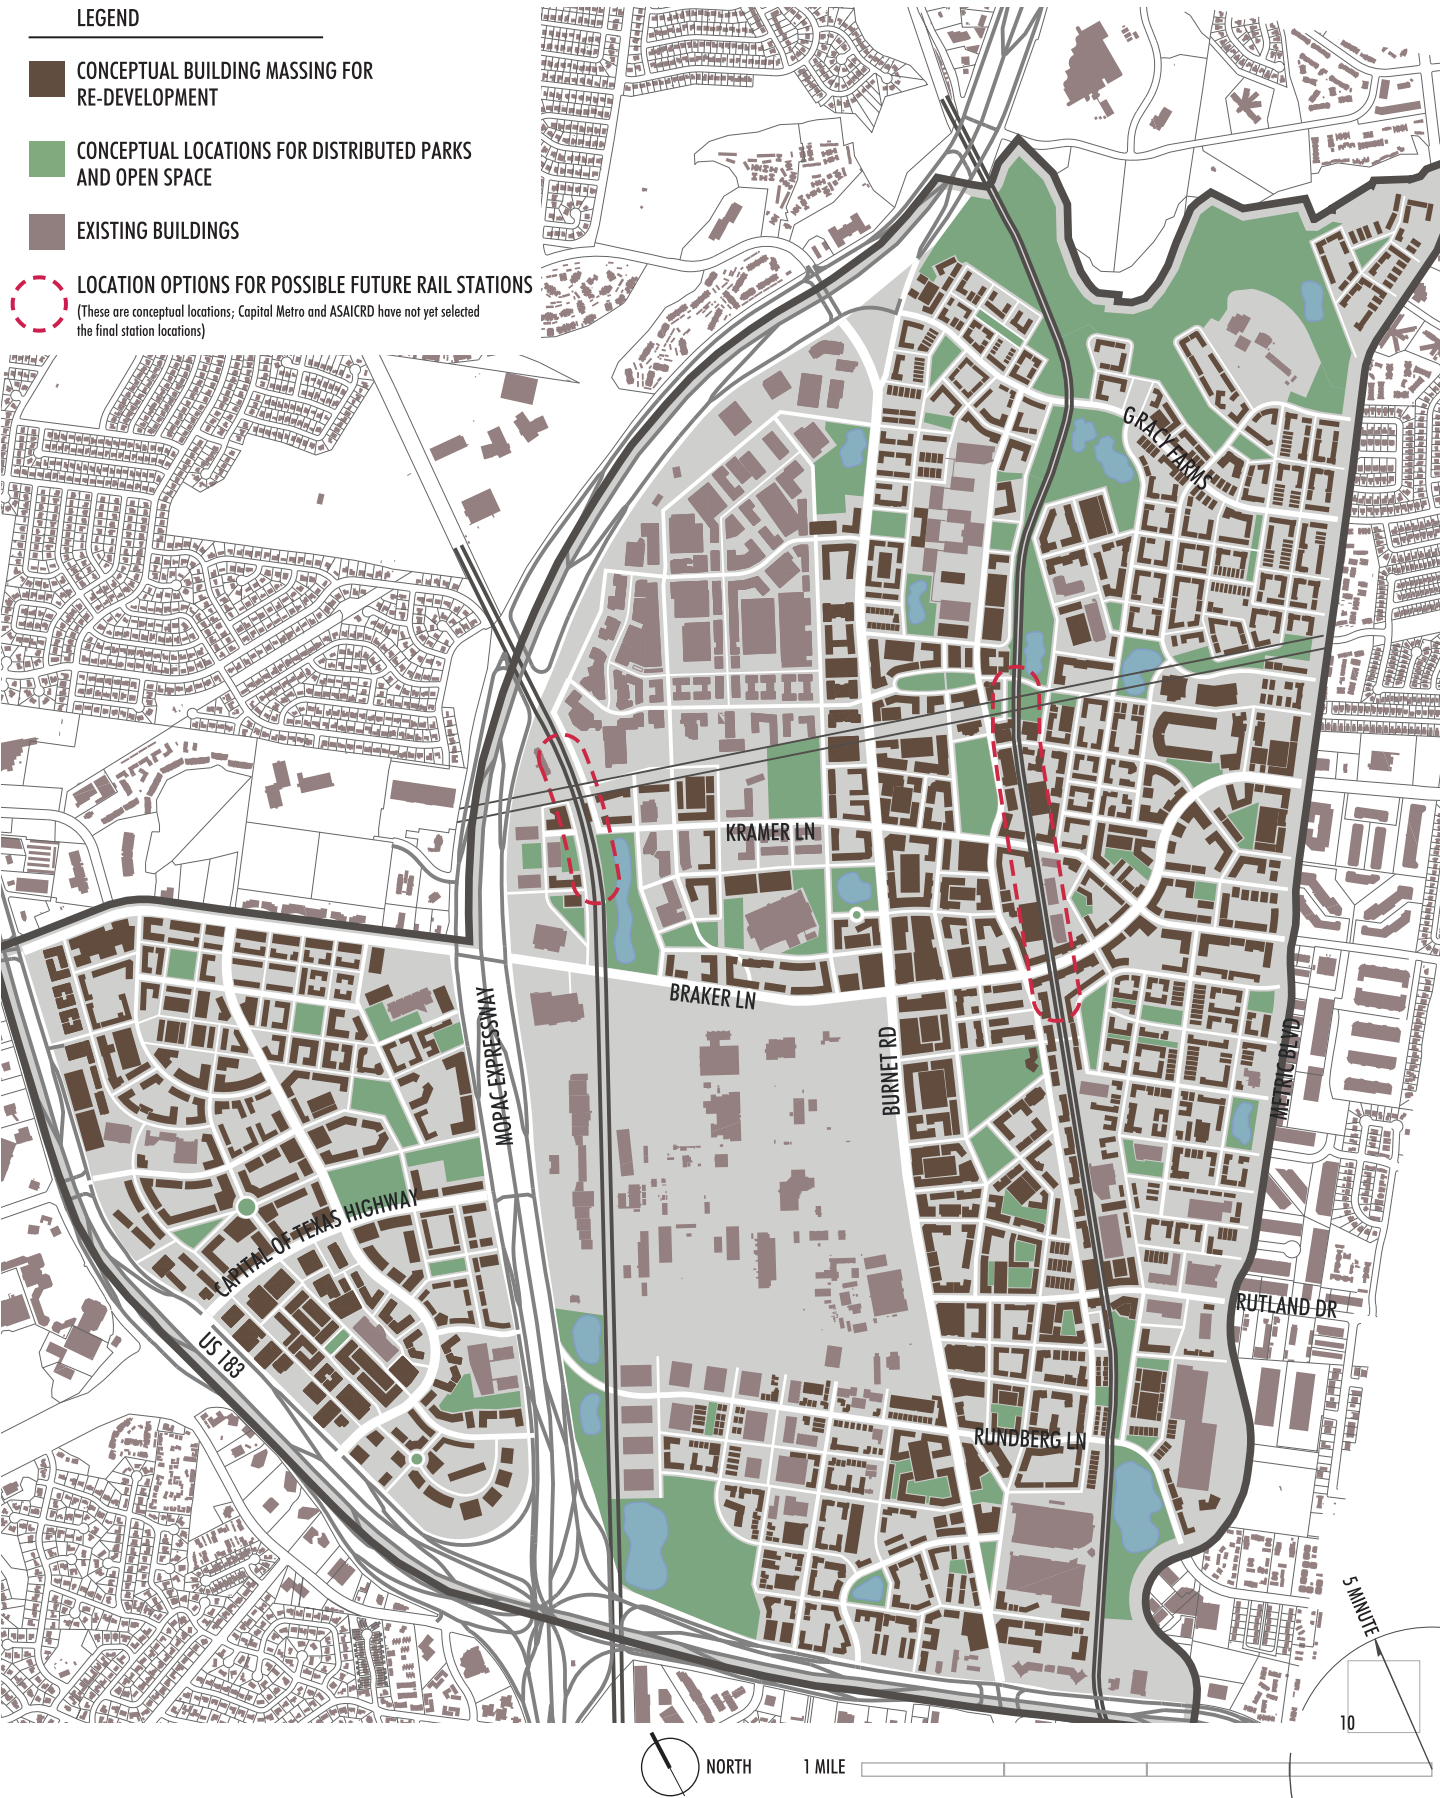 LEGEND
CONCEPTUAL BUILDING MASSING FOR
RE-DEVELOPMENT
CONCEPTUAL LOCATIONS FOR DISTRIBUTED PARKS
AND OPEN SPACE
EXISTING BUILDINGS
LOCATION OPTIONS FOR POSSIBLE FUTURE RAIL STATIONS
(These are conceptual locations; Capital Metro and ASAICRD have not yet selected
the final station locations)
GRACY FARMS
KRAMER LN
BRAKER LN
MOPAC EXPRESSWAY
BURNET RD
METRIC BLVD
CAPITAL OF TEXAS HIGHWAY
US 183
RUTLAND DR
RUNDBERG LN
5 MINUTE
10
NORTH
1 MILE